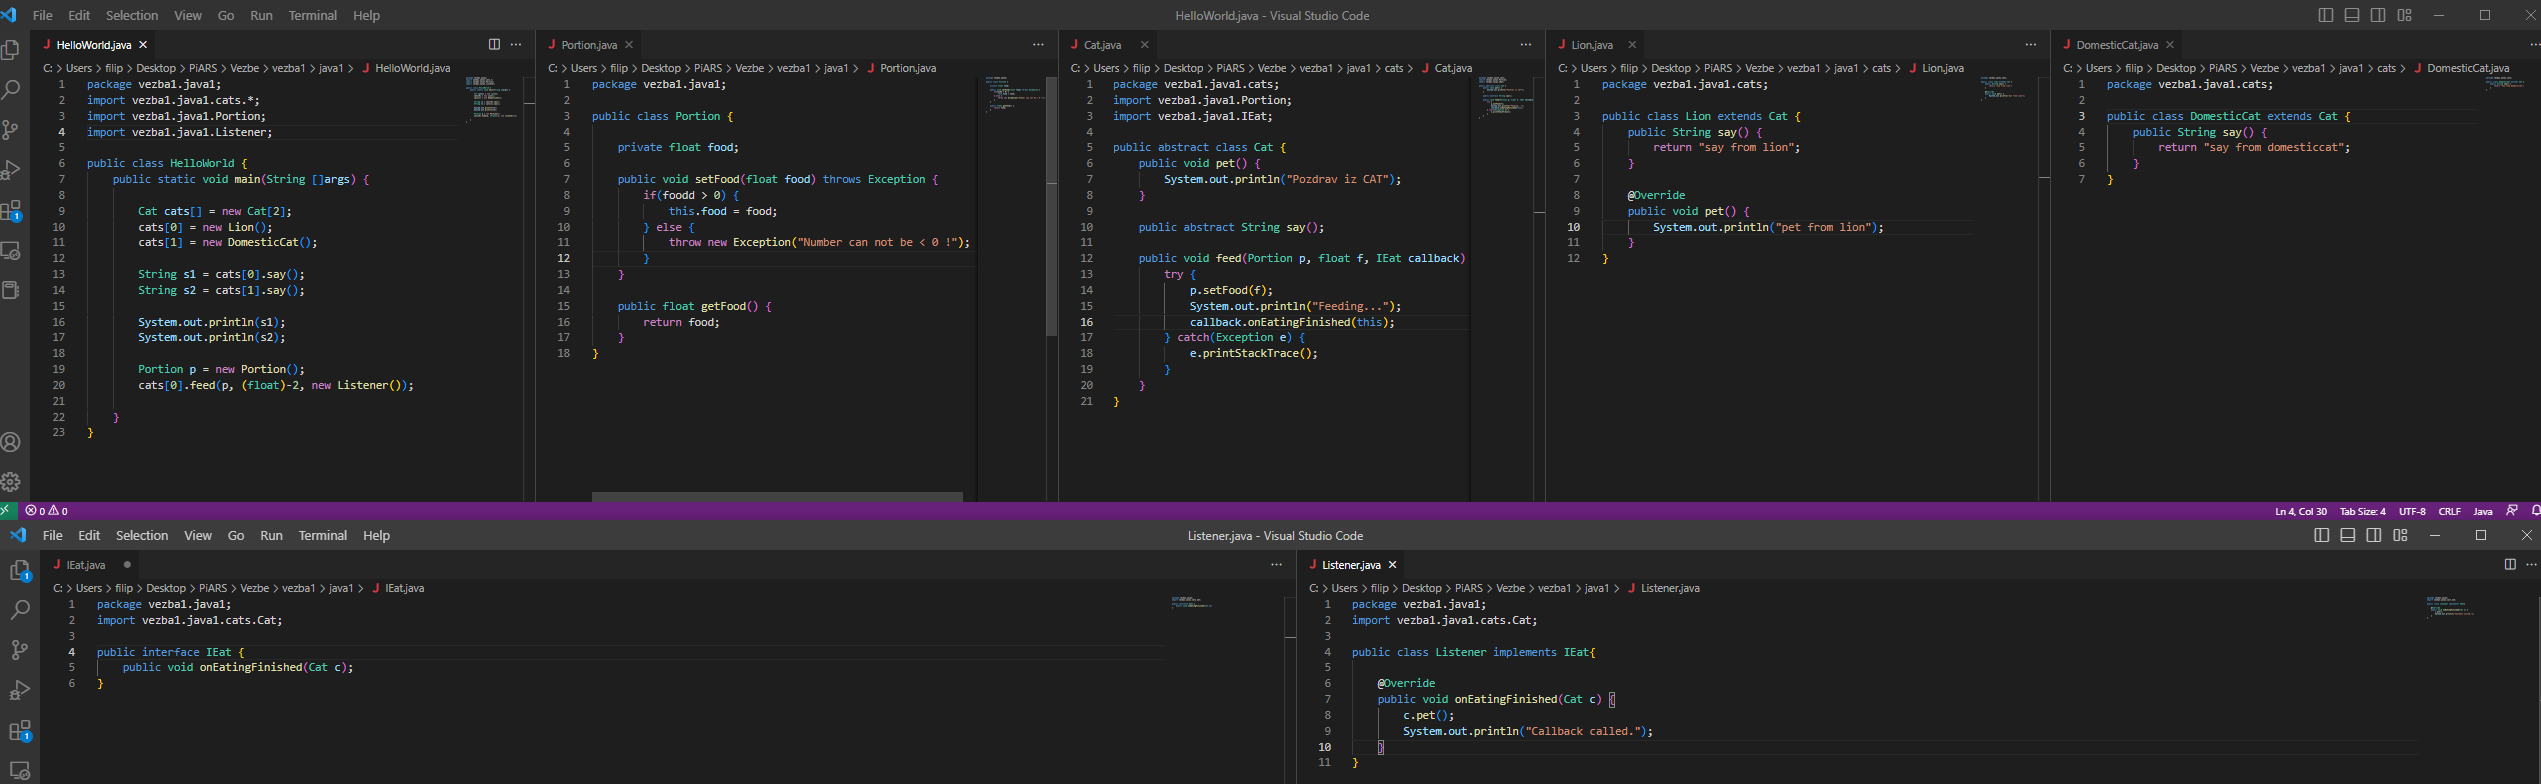 File Edit Selection View Go Run Terminal Help
HelloWorld.java - Visual Studio Code
HelloWorld.java
C: > Users > filip > Desktop > PiARS > Vezbe > vezba1 > java1 > HelloWorld.java
1 package vezba1.java1;
2 import vezba1.java1.cats.*;
3 import vezba1.java1.Portion;
4 import vezba1.java1.Listener;
5
6 public class HelloWorld {
7 public static void main(String []args) {
8
9 Cat cats[] = new Cat[2];
10 cats[0] = new Lion();
11 cats[1] = new DomesticCat();
12
13 String s1 = cats[0].say();
14 String s2 = cats[1].say();
15
16 System.out.println(s1);
17 System.out.println(s2);
18
19 Portion p = new Portion();
20 cats[0].feed(p, (float)-2, new Listener());
21
22 }
23 }
Portion.java
C: > Users > filip > Desktop > PiARS > Vezbe > vezba1 > java1 > Portion.java
1 package vezba1.java1;
2
3 public class Portion {
4
5 private float food;
6
7 public void setFood(float food) throws Exception {
8 if(foodd > 0) {
9 this.food = food;
10 } else {
11 throw new Exception("Number can not be < 0 !");
12 }
13 }
14
15 public float getFood() {
16 return food;
17 }
18 }
Cat.java
C: > Users > filip > Desktop > PiARS > Vezbe > vezba1 > java1 > cats > Cat.java
1 package vezba1.java1.cats;
2 import vezba1.java1.Portion;
3 import vezba1.java1.IEat;
4
5 public abstract class Cat {
6 public void pet() {
7 System.out.println("Pozdrav iz CAT");
8 }
9
10 public abstract String say();
11
12 public void feed(Portion p, float f, IEat callback)
13 try {
14 p.setFood(f);
15 System.out.println("Feeding...");
16 callback.onEatingFinished(this);
17 } catch(Exception e) {
18 e.printStackTrace();
19 }
20 }
21 }
Lion.java
C: > Users > filip > Desktop > PiARS > Vezbe > vezba1 > java1 > cats > Lion.java
1 package vezba1.java1.cats;
2
3 public class Lion extends Cat {
4 public String say() {
5 return "say from lion";
6 }
7
8 @Override
9 public void pet() {
10 System.out.println("pet from lion");
11 }
12 }
DomesticCat.java
C: > Users > filip > Desktop > PiARS > Vezbe > vezba1 > java1 > cats > DomesticCat.java
1 package vezba1.java1.cats;
2
3 public class DomesticCat extends Cat {
4 public String say() {
5 return "say from domesticcat";
6 }
7 }
0 0
Ln 4, Col 30 Tab Size: 4 UTF-8 CRLF Java
File Edit Selection View Go Run Terminal Help
Listener.java - Visual Studio Code
IEat.java
C: > Users > filip > Desktop > PiARS > Vezbe > vezba1 > java1 > IEat.java
1 package vezba1.java1;
2 import vezba1.java1.cats.Cat;
3
4 public interface IEat {
5 public void onEatingFinished(Cat c);
6 }
Listener.java
C: > Users > filip > Desktop > PiARS > Vezbe > vezba1 > java1 > Listener.java
1 package vezba1.java1;
2 import vezba1.java1.cats.Cat;
3
4 public class Listener implements IEat{
5
6 @Override
7 public void onEatingFinished(Cat c) {
8 c.pet();
9 System.out.println("Callback called.");
10 }
11 }